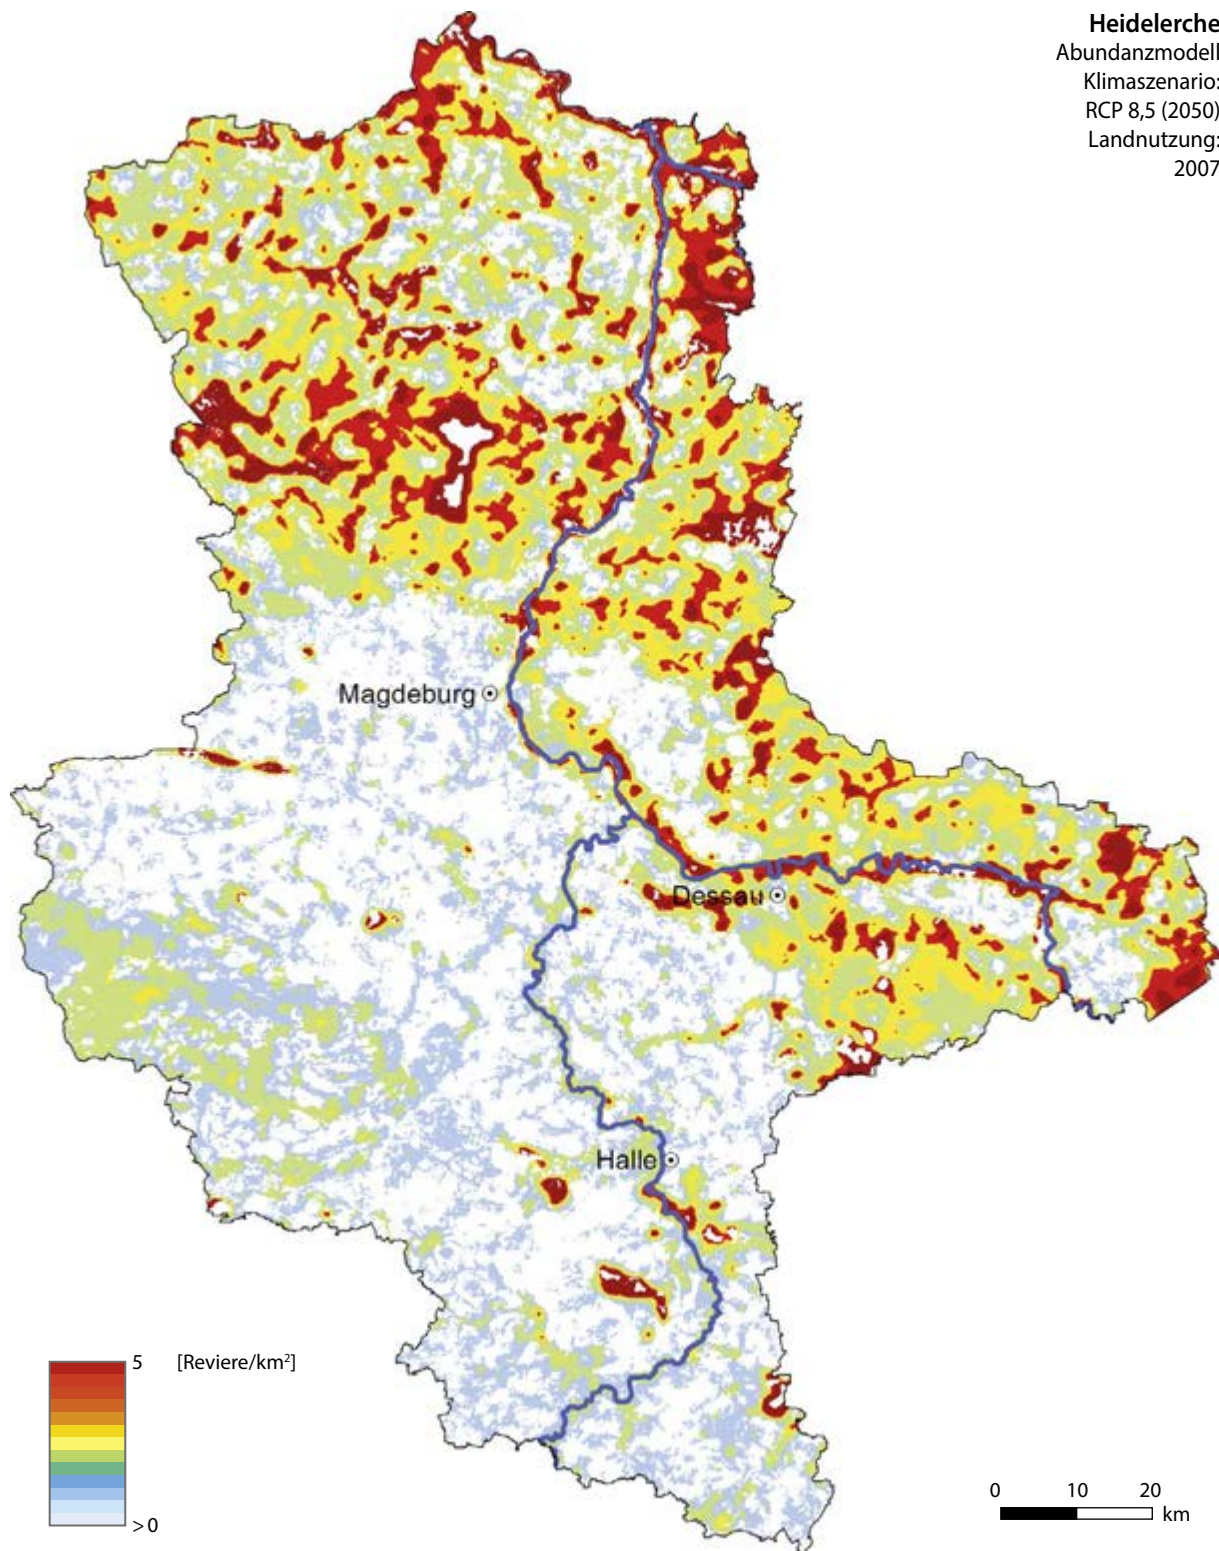 Heidelerche
Abundanzmodell
Klimaszenario:
RCP 8,5 (2050)
Landnutzung:
2007
Magdeburg
Dessau
Halle
5 [Reviere/km²]
>0
0 10 20
km